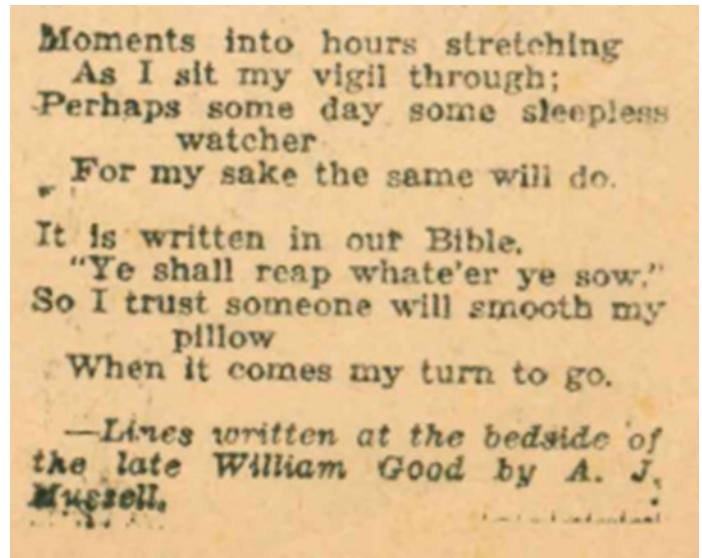 Moments into hours stretching
As I sit my vigil through;
Perhaps some day some sleepless
watcher
For my sake the same will do.
It is written in our Bible.
"Ye shall reap whate'er ye sow."
So I trust someone will smooth my
pillow
When it comes my turn to go.
—Lines written at the bedside of
the late William Good by A. J.
Mussell.